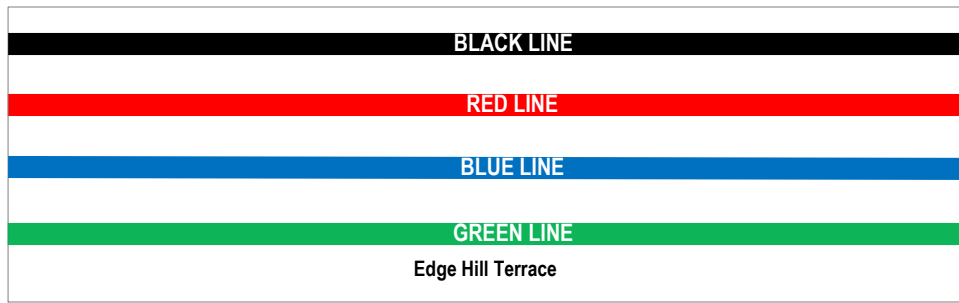 BLACK LINE
RED LINE
BLUE LINE
GREEN LINE
Edge Hill Terrace